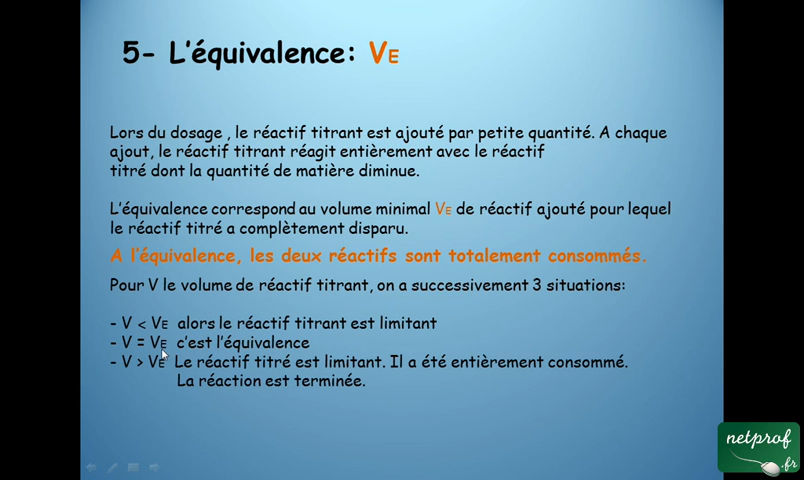 5- L'équivalence: VE
Lors du dosage , le réactif titrant est ajouté par petite quantité. A chaque
ajout, le réactif titrant réagit entièrement avec le réactif
titré dont la quantité de matière diminue.
L'équivalence correspond au volume minimal VE de réactif ajouté pour lequel
le réactif titré a complètement disparu.
A l'équivalence, les deux réactifs sont totalement consommés.
Pour V le volume de réactif titrant, on a successivement 3 situations:
- V < VE alors le réactif titrant est limitant
- V = VE c'est l'équivalence
- V > VE Le réactif titré est limitant. Il a été entièrement consommé.
La réaction est terminée.
netprof
.fr